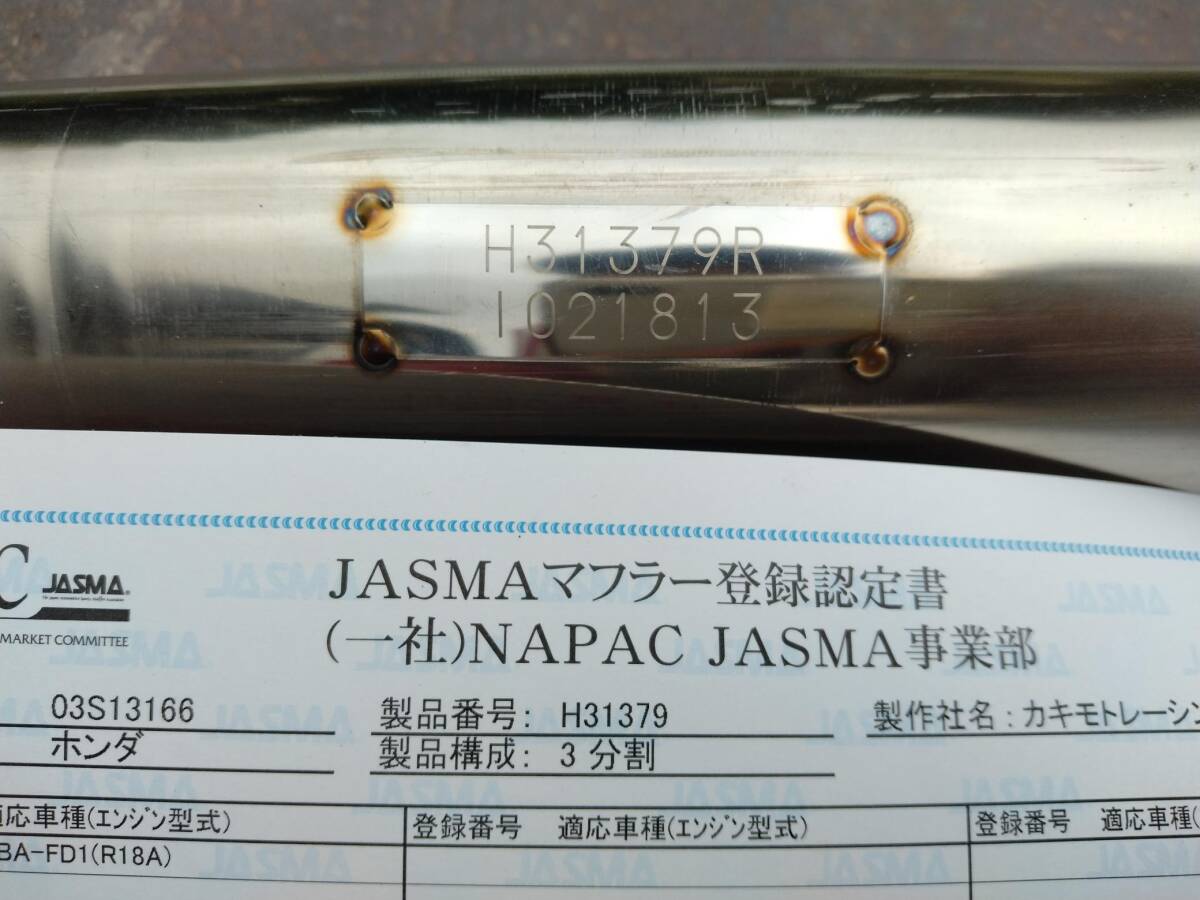 H31379R
I021813
JASMA
MARKET COMMITTEE
JASMAマフラー登録認定書
(一社)NAPAC JASMA事業部
03S13166
製品番号: H31379
製作社名:カキモトレーシン
ホンダ
製品構成: 3 分割
応車種(エンジン型式)
登録番号 適応車種(エンジン型式)
登録番号 適応車種(
BA-FD1(R18A)